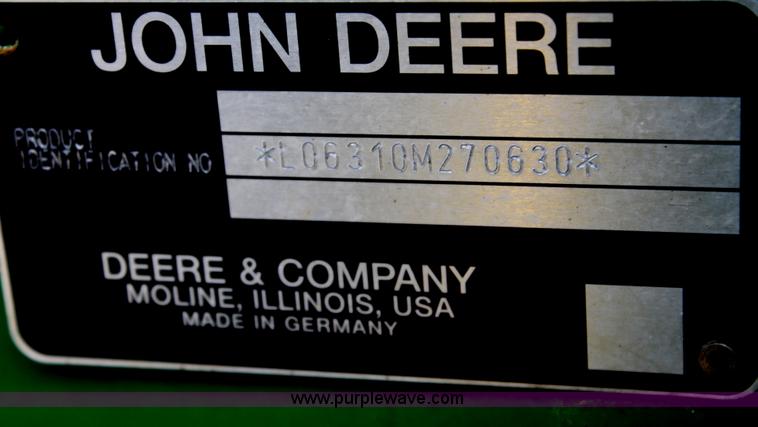 JOHN DEERE
PRODUCT
IDENTIFICATION NO
*L06310M270630*
DEERE & COMPANY
MOLINE, ILLINOIS, USA
MADE IN GERMANY
www.purplewave.com